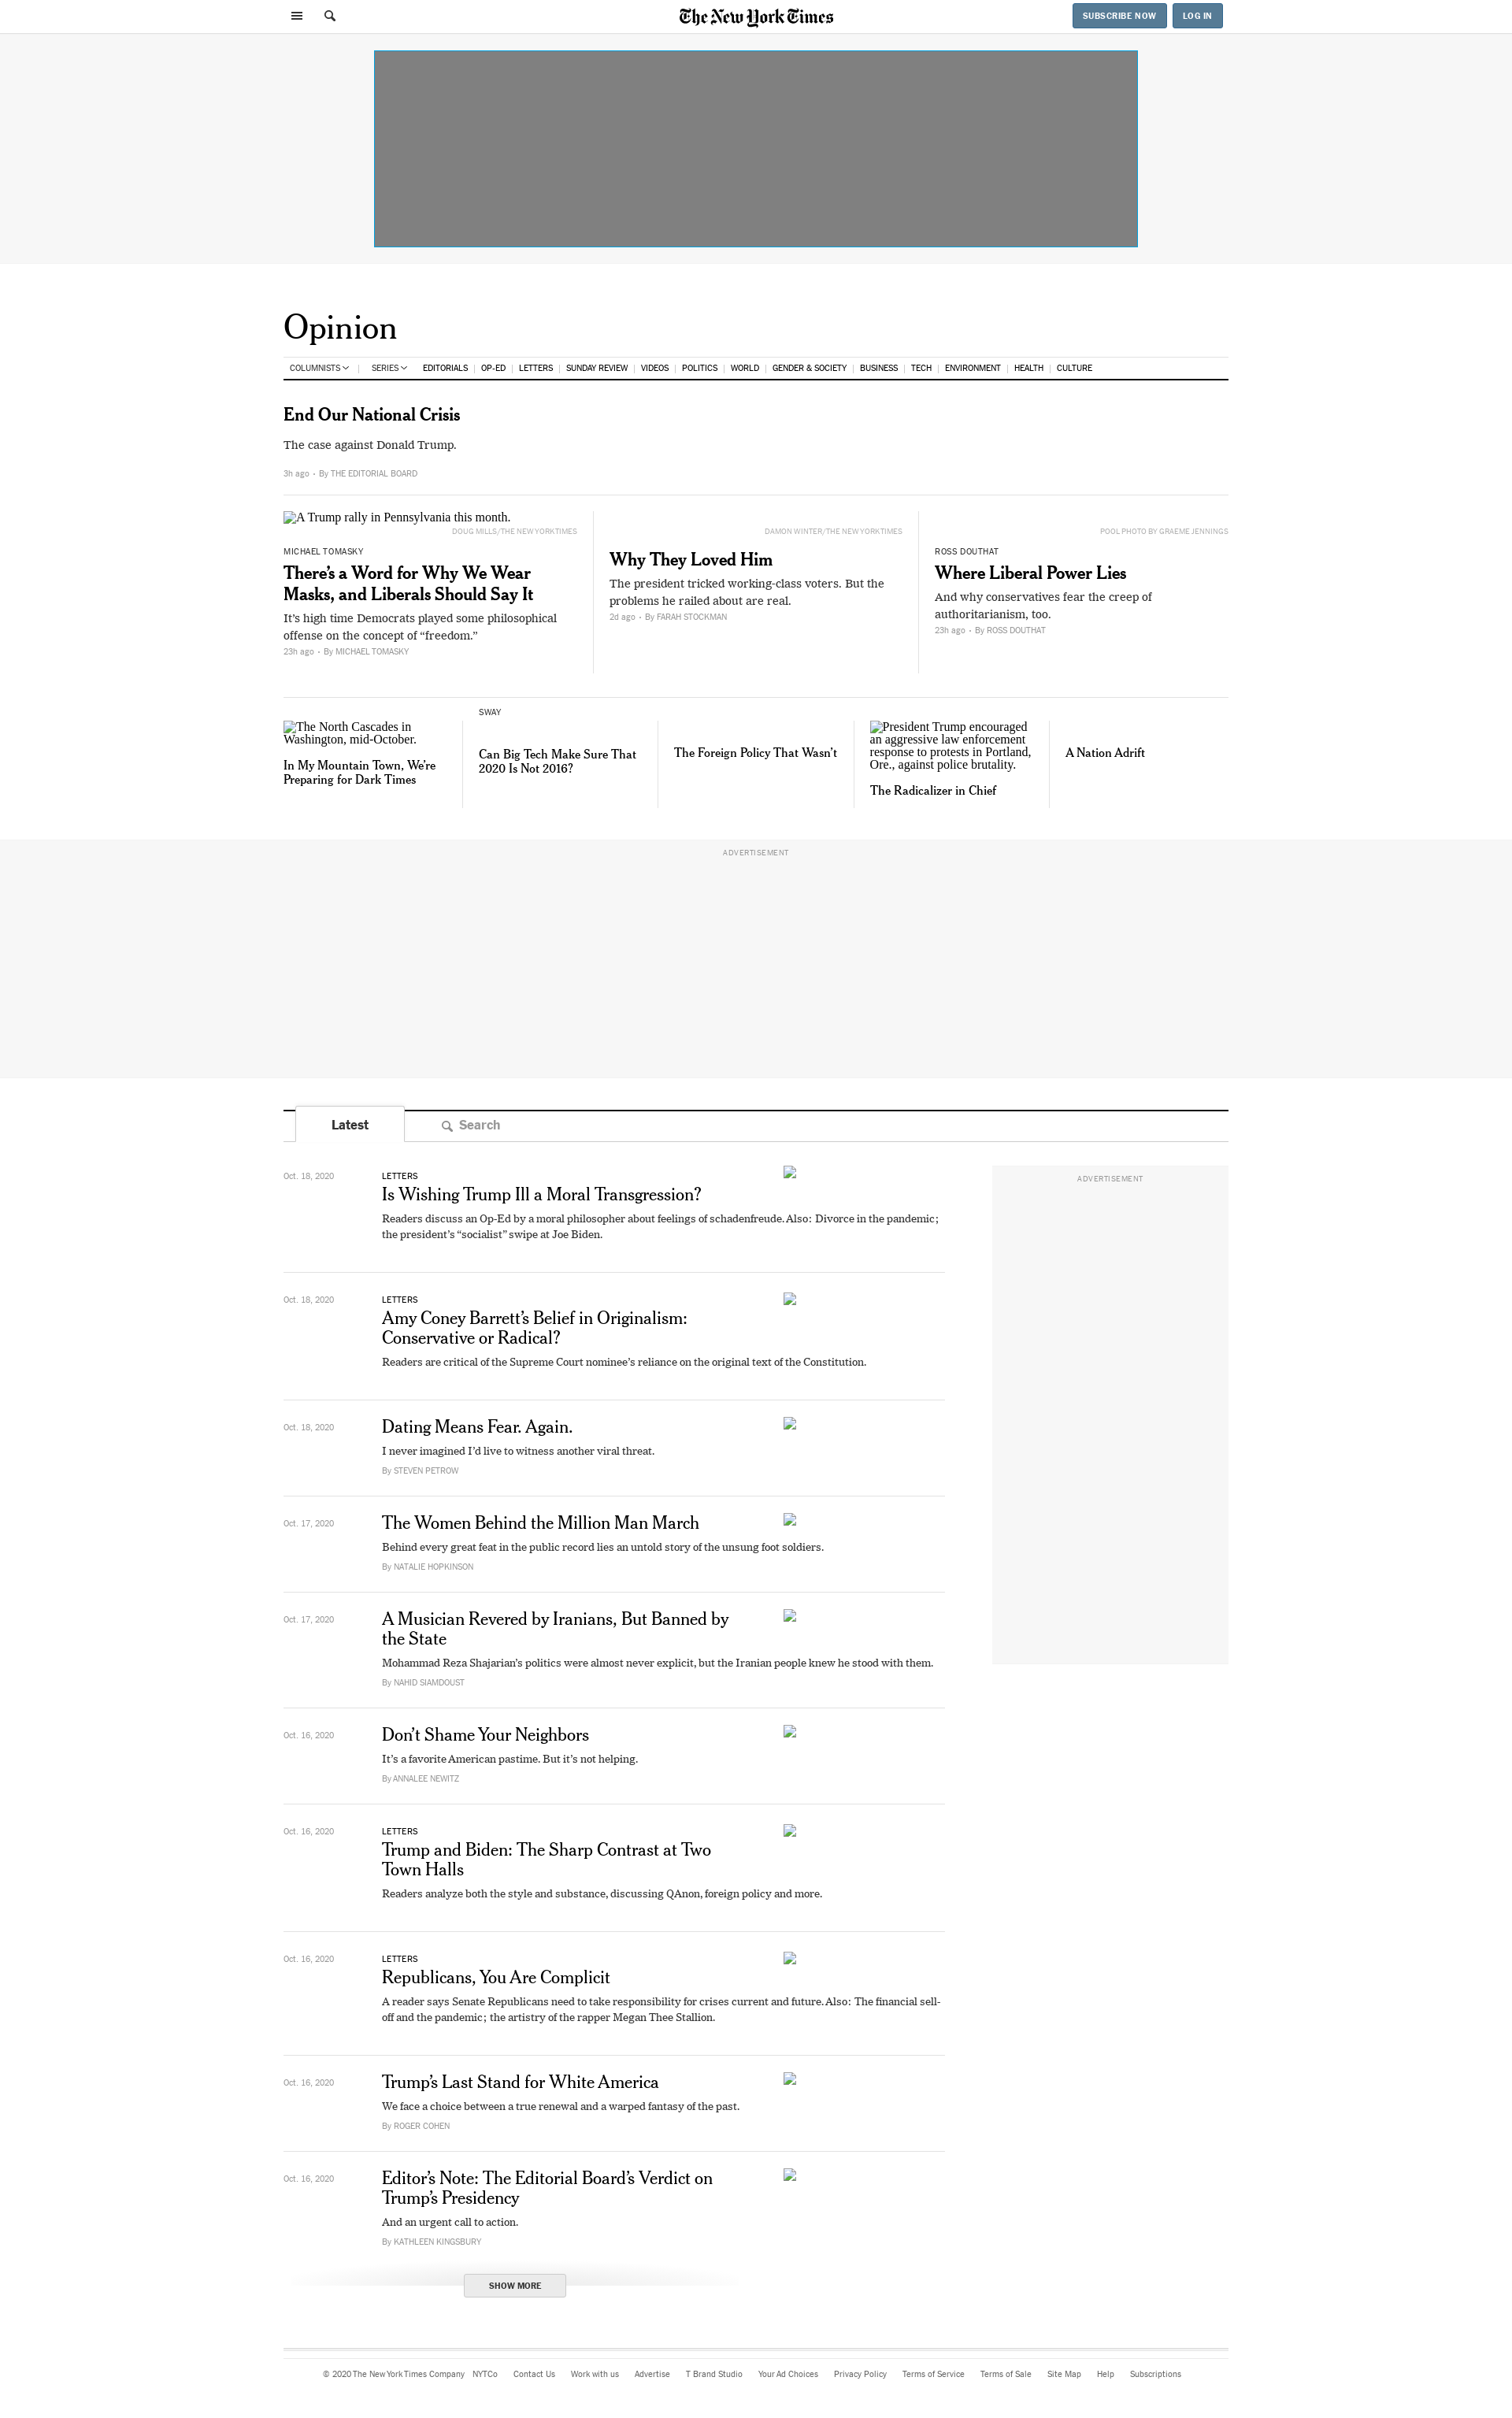 The New York Times
SUBSCRIBE NOW
LOG IN
Opinion
COLUMNISTS
SERIES
EDITORIALS
OP-ED
LETTERS
SUNDAY REVIEW
VIDEOS
POLITICS
WORLD
GENDER & SOCIETY
BUSINESS
TECH
ENVIRONMENT
HEALTH
CULTURE
End Our National Crisis
The case against Donald Trump.
3h ago • By THE EDITORIAL BOARD
A Trump rally in Pennsylvania this month.
DOUG MILLS/THE NEW YORK TIMES
MICHAEL TOMASKY
There’s a Word for Why We Wear
Masks, and Liberals Should Say It
It’s high time Democrats played some philosophical
offense on the concept of “freedom.”
23h ago • By MICHAEL TOMASKY
DAMON WINTER/THE NEW YORK TIMES
Why They Loved Him
The president tricked working-class voters. But the
problems he railed about are real.
2d ago • By FARAH STOCKMAN
POOL PHOTO BY GRAEME JENNINGS
ROSS DOUTHAT
Where Liberal Power Lies
And why conservatives fear the creep of
authoritarianism, too.
23h ago • By ROSS DOUTHAT
The North Cascades in
Washington, mid-October.
In My Mountain Town, We’re
Preparing for Dark Times
SWAY
Can Big Tech Make Sure That
2020 Is Not 2016?
The Foreign Policy That Wasn’t
President Trump encouraged
an aggressive law enforcement
response to protests in Portland,
Ore., against police brutality.
The Radicalizer in Chief
A Nation Adrift
ADVERTISEMENT
Latest
Search
ADVERTISEMENT
Oct. 18, 2020
LETTERS
Is Wishing Trump Ill a Moral Transgression?
Readers discuss an Op-Ed by a moral philosopher about feelings of schadenfreude. Also: Divorce in the pandemic;
the president’s “socialist” swipe at Joe Biden.
Oct. 18, 2020
LETTERS
Amy Coney Barrett’s Belief in Originalism:
Conservative or Radical?
Readers are critical of the Supreme Court nominee’s reliance on the original text of the Constitution.
Oct. 18, 2020
Dating Means Fear. Again.
I never imagined I’d live to witness another viral threat.
By STEVEN PETROW
Oct. 17, 2020
The Women Behind the Million Man March
Behind every great feat in the public record lies an untold story of the unsung foot soldiers.
By NATALIE HOPKINSON
Oct. 17, 2020
A Musician Revered by Iranians, But Banned by
the State
Mohammad Reza Shajarian’s politics were almost never explicit, but the Iranian people knew he stood with them.
By NAHID SIAMDOUST
Oct. 16, 2020
Don’t Shame Your Neighbors
It’s a favorite American pastime. But it’s not helping.
By ANNALEE NEWITZ
Oct. 16, 2020
LETTERS
Trump and Biden: The Sharp Contrast at Two
Town Halls
Readers analyze both the style and substance, discussing QAnon, foreign policy and more.
Oct. 16, 2020
LETTERS
Republicans, You Are Complicit
A reader says Senate Republicans need to take responsibility for crises current and future. Also: The financial sell-
off and the pandemic; the artistry of the rapper Megan Thee Stallion.
Oct. 16, 2020
Trump’s Last Stand for White America
We face a choice between a true renewal and a warped fantasy of the past.
By ROGER COHEN
Oct. 16, 2020
Editor’s Note: The Editorial Board’s Verdict on
Trump’s Presidency
And an urgent call to action.
By KATHLEEN KINGSBURY
SHOW MORE
© 2020 The New York Times Company NYTCo Contact Us Work with us Advertise T Brand Studio Your Ad Choices Privacy Policy Terms of Service Terms of Sale Site Map Help Subscriptions